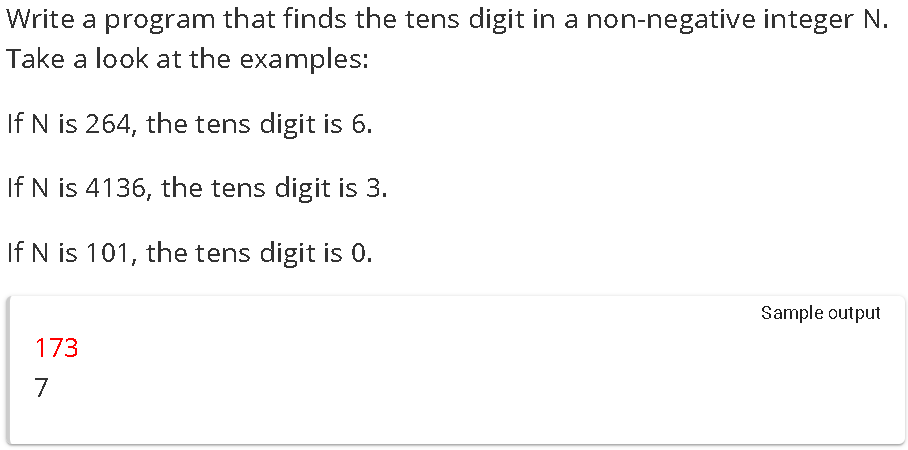 Write a program that finds the tens digit in a non-negative integer N.
Take a look at the examples:
If N is 264, the tens digit is 6.
If N is 4136, the tens digit is 3.
If N is 101, the tens digit is 0.
Sample output
173
7